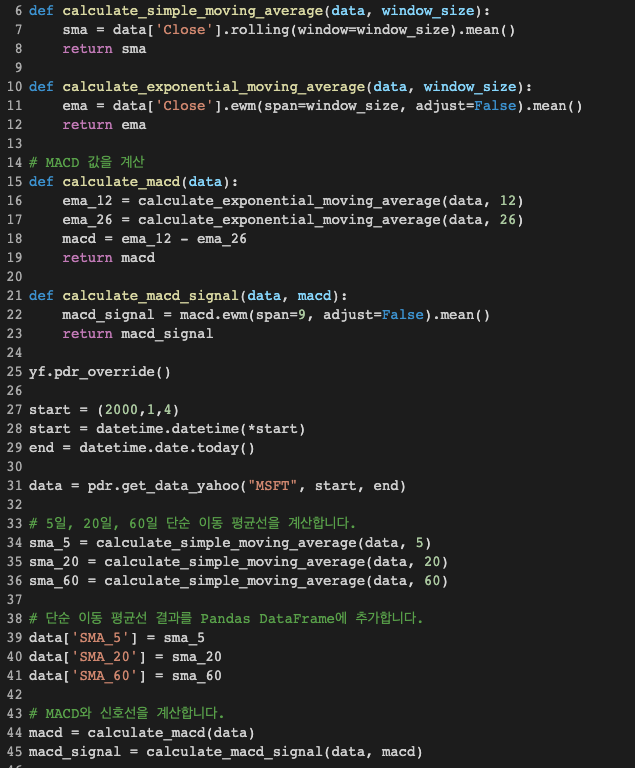 6 def calculate_simple_moving_average(data, window_size):
7     sma = data['Close'].rolling(window=window_size).mean()
8     return sma
9
10 def calculate_exponential_moving_average(data, window_size):
11     ema = data['Close'].ewm(span=window_size, adjust=False).mean()
12     return ema
13
14 # MACD 값을 계산
15 def calculate_macd(data):
16     ema_12 = calculate_exponential_moving_average(data, 12)
17     ema_26 = calculate_exponential_moving_average(data, 26)
18     macd = ema_12 - ema_26
19     return macd
20
21 def calculate_macd_signal(data, macd):
22     macd_signal = macd.ewm(span=9, adjust=False).mean()
23     return macd_signal
24
25 yf.pdr_override()
26
27 start = (2000,1,4)
28 start = datetime.datetime(*start)
29 end = datetime.date.today()
30
31 data = pdr.get_data_yahoo("MSFT", start, end)
32
33 # 5일, 20일, 60일 단순 이동 평균선을 계산합니다.
34 sma_5 = calculate_simple_moving_average(data, 5)
35 sma_20 = calculate_simple_moving_average(data, 20)
36 sma_60 = calculate_simple_moving_average(data, 60)
37
38 # 단순 이동 평균선 결과를 Pandas DataFrame에 추가합니다.
39 data['SMA_5'] = sma_5
40 data['SMA_20'] = sma_20
41 data['SMA_60'] = sma_60
42
43 # MACD와 신호선을 계산합니다.
44 macd = calculate_macd(data)
45 macd_signal = calculate_macd_signal(data, macd)